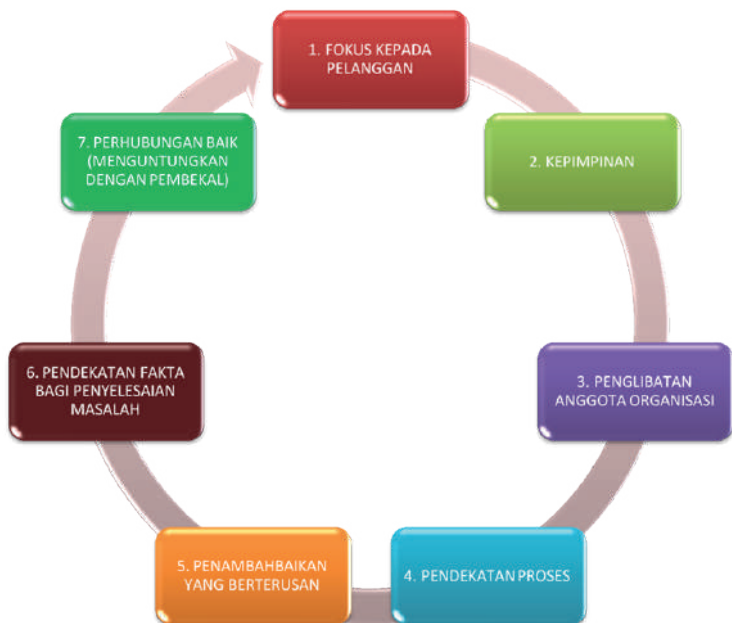 1. FOKUS KEPADA
PELANGGAN
2. KEPIMPINAN
3. PENGLIBATAN
ANGGOTA ORGANISASI
4. PENDEKATAN PROSES
5. PENAMBAHBAIKAN
YANG BERTERUSAN
6. PENDEKATAN FAKTA
BAGI PENYELESAIAN
MASALAH
7. PERHUBUNGAN BAIK
(MENGUNTUNGKAN
DENGAN PEMBEKAL)